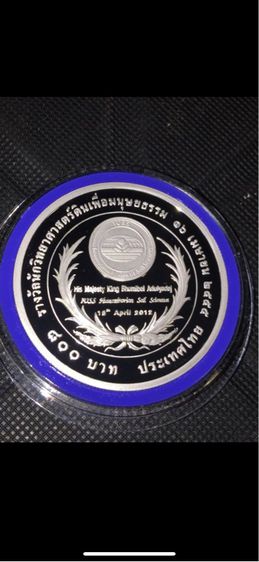 รางวัลนักวิทยาศาสตร์ดินเพื่อมนุษยธรรม ๑๖ เมษายน ๒๕๕๕
IUSS
His Majesty King Bhumibol Adulyadej
IUSS Humanitarian Soil Scientist
16th April 2012
๘๐๐ บาท ประเทศไทย